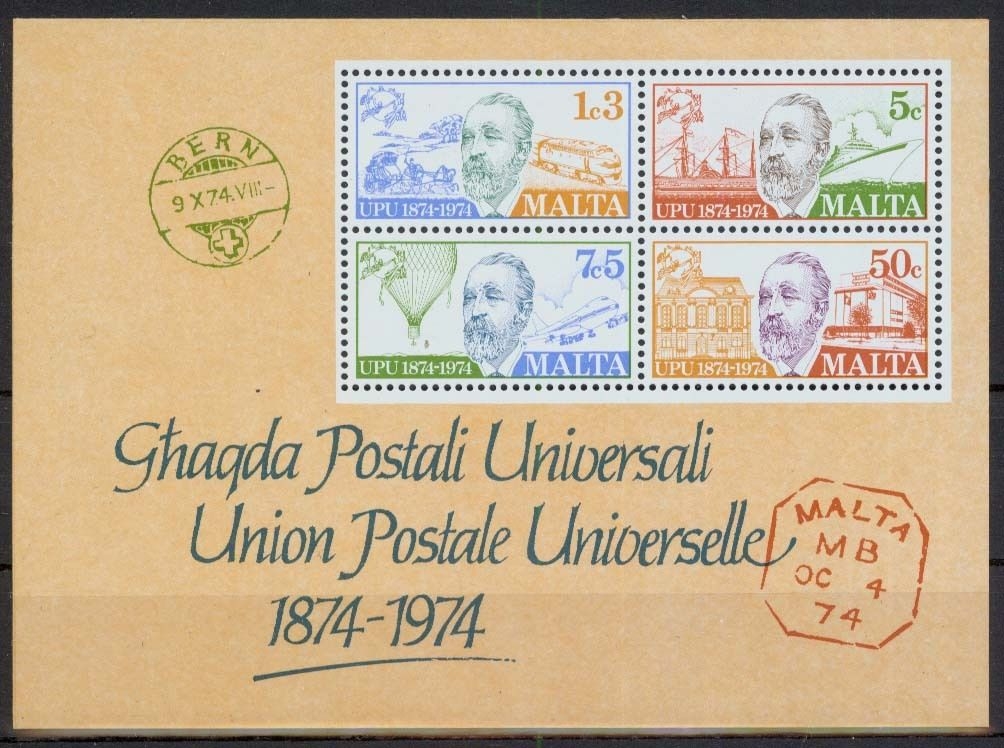 1c3
UPU 1874-1974 MALTA
5c
UPU 1874-1974 MALTA
BERN
9 X 74.VIII-
7c5
UPU 1874-1974 MALTA
50c
UPU 1874-1974 MALTA
Għaqda Postali Universali
Union Postale Universelle
1874-1974
MALTA
MB
OC 4
74